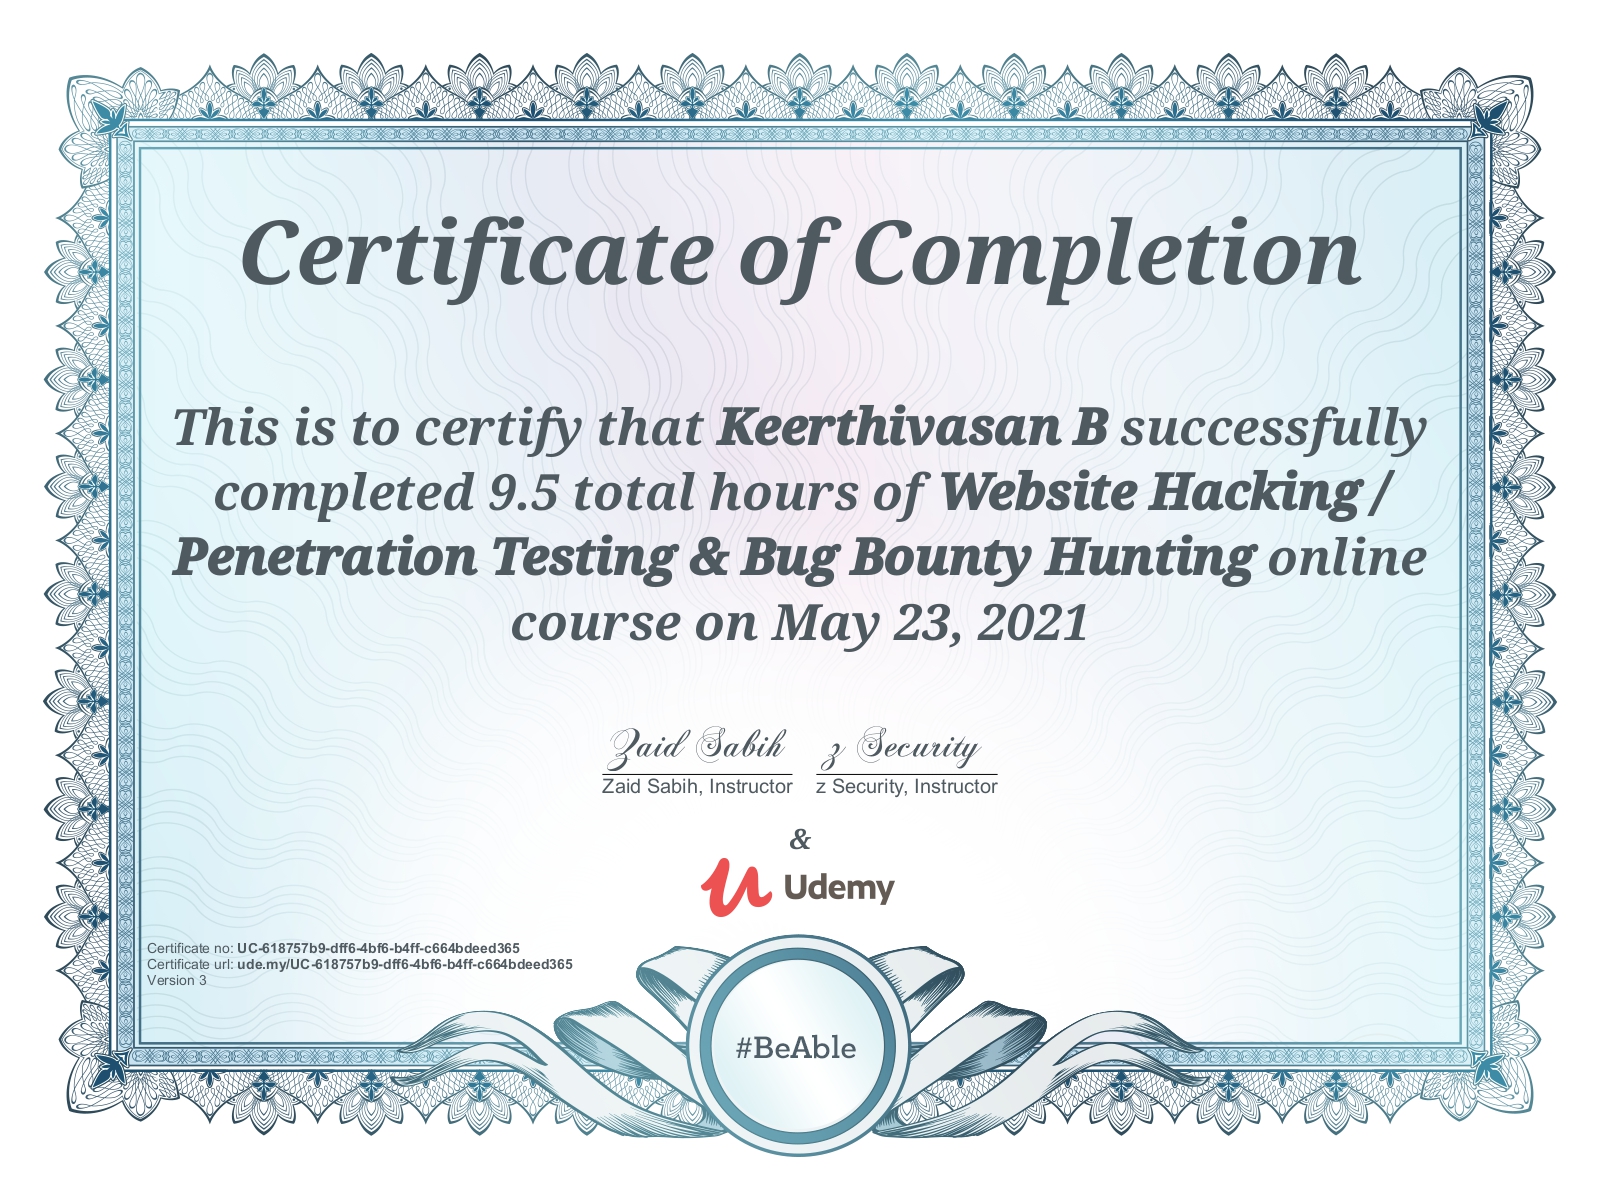 Certificate of Completion
This is to certify that Keerthivasan B successfully
completed 9.5 total hours of Website Hacking /
Penetration Testing & Bug Bounty Hunting online
course on May 23, 2021
Zaid Sabih z Security
Zaid Sabih, Instructor z Security, Instructor
&
Udemy
Certificate no: UC-618757b9-dff6-4bf6-b4ff-c664bdeed365
Certificate url: ude.my/UC-618757b9-dff6-4bf6-b4ff-c664bdeed365
Version 3
#BeAble